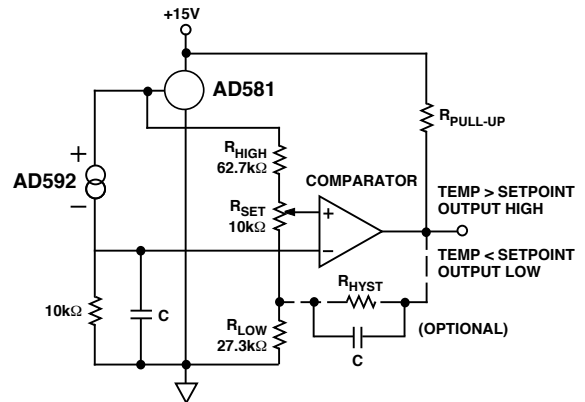 +15V
AD581
R_PULL-UP
R_HIGH
62.7kΩ
+
AD592
−
COMPARATOR
R_SET
10kΩ
+
−
TEMP > SETPOINT
OUTPUT HIGH
TEMP < SETPOINT
OUTPUT LOW
R_HYST
(OPTIONAL)
C
10kΩ
C
R_LOW
27.3kΩ